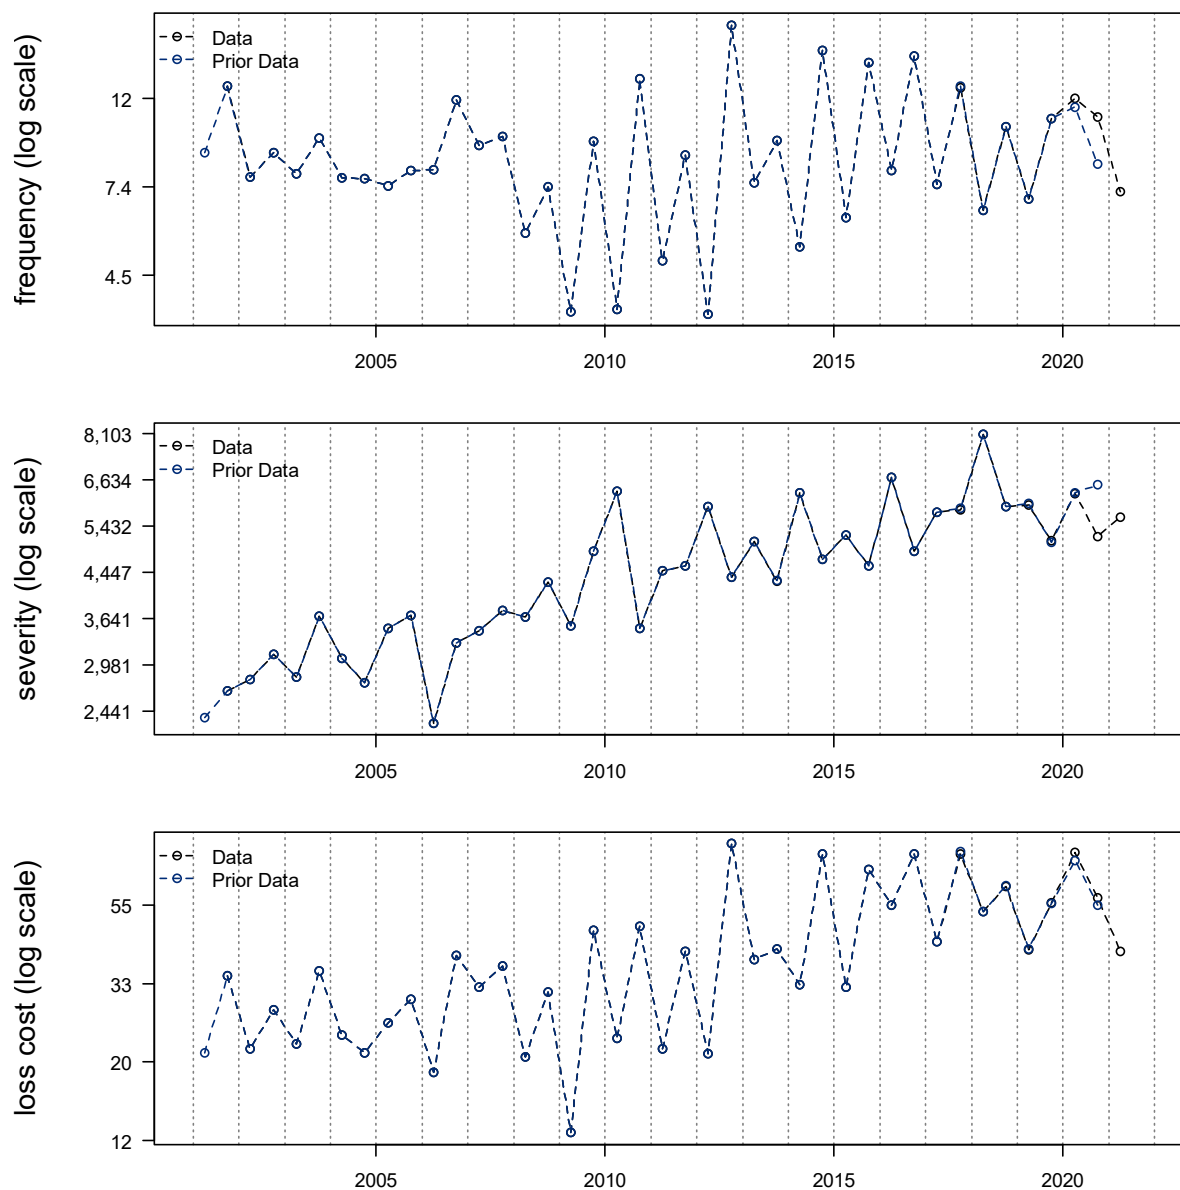 frequency (log scale)
Data
Prior Data
12
7.4
4.5
2005
2010
2015
2020
severity (log scale)
Data
Prior Data
8,103
6,634
5,432
4,447
3,641
2,981
2,441
2005
2010
2015
2020
loss cost (log scale)
Data
Prior Data
55
33
20
12
2005
2010
2015
2020